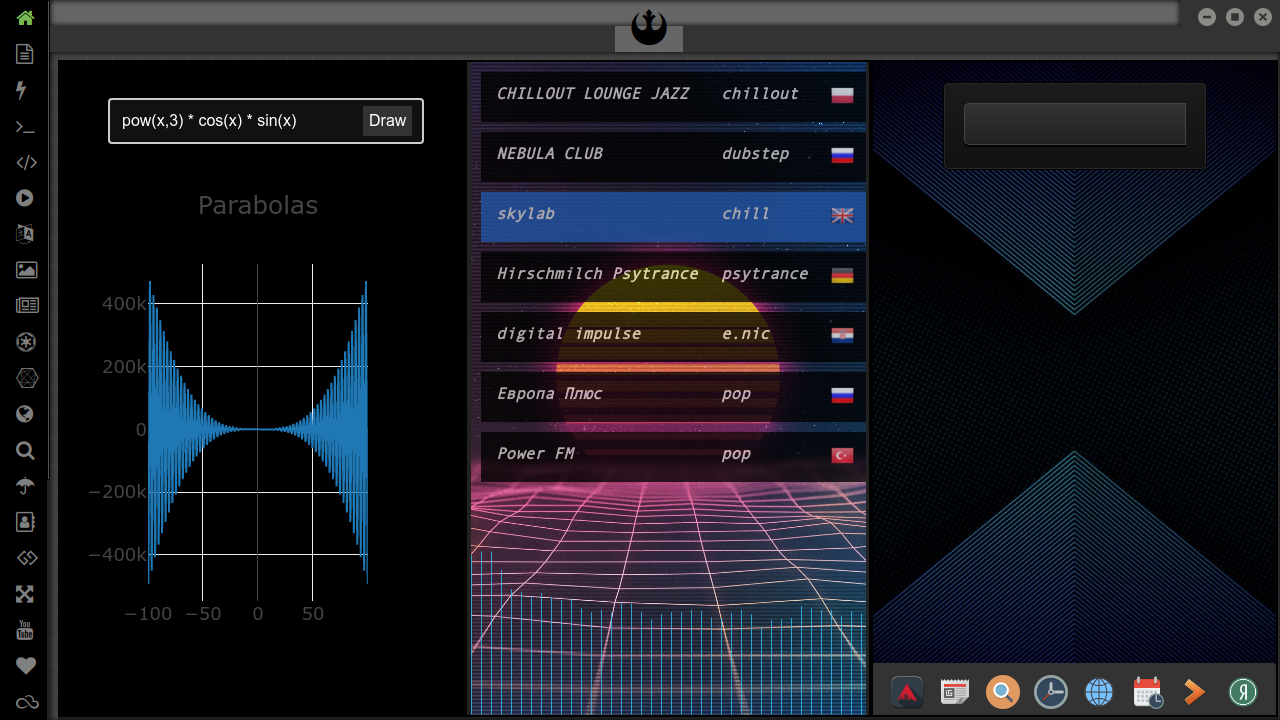 pow(x,3) * cos(x) * sin(x) Draw
Parabolas
400k
200k
0
−200k
−400k
−100 −50 0 50
CHILLOUT LOUNGE JAZZ chillout
NEBULA CLUB dubstep
skylab chill
Hirschmilch Psytrance psytrance
digital impulse e.nic
Европа Плюс pop
Power FM pop
You
Tube
Я